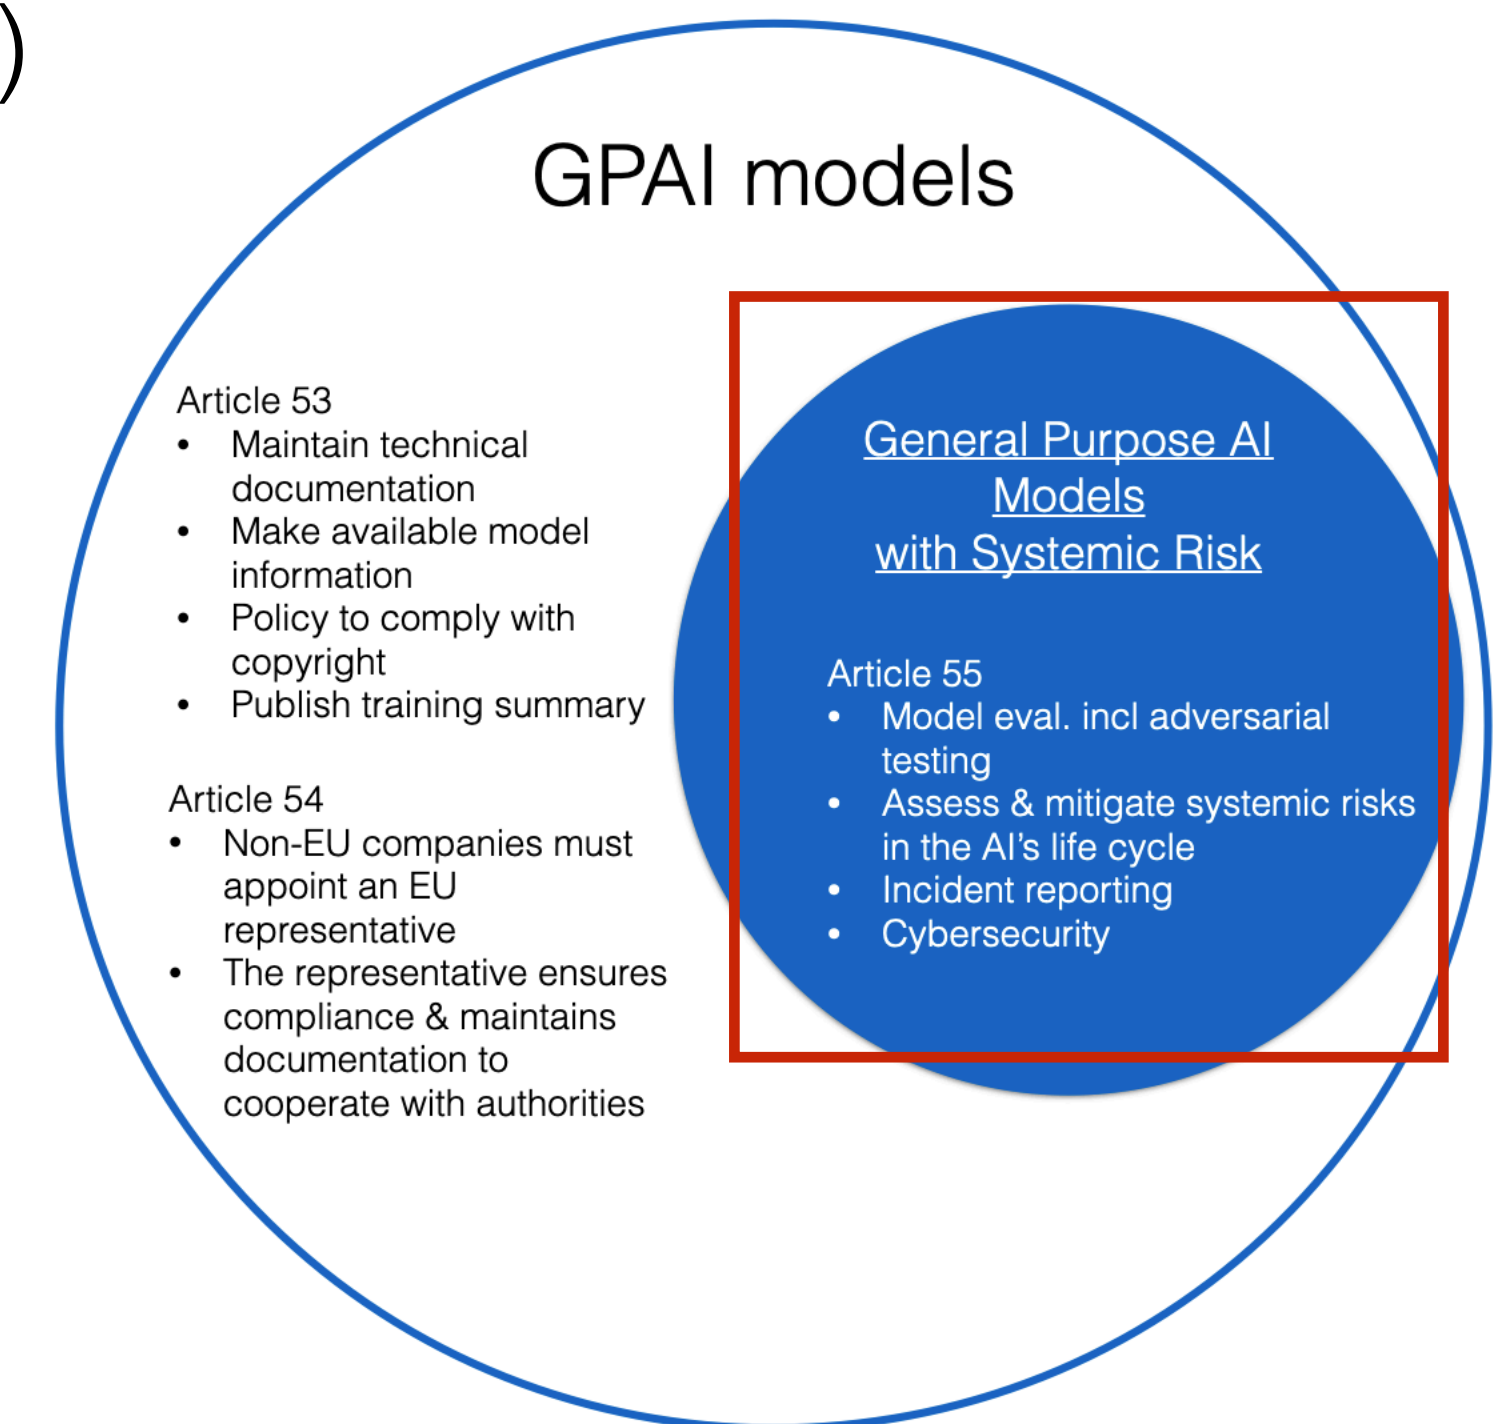 )
GPAI models
Article 53
• Maintain technical
documentation
• Make available model
information
• Policy to comply with
copyright
• Publish training summary
Article 54
• Non-EU companies must
appoint an EU
representative
• The representative ensures
compliance & maintains
documentation to
cooperate with authorities
General Purpose AI
Models
with Systemic Risk
Article 55
• Model eval. incl adversarial
testing
• Assess & mitigate systemic risks
in the AI’s life cycle
• Incident reporting
• Cybersecurity